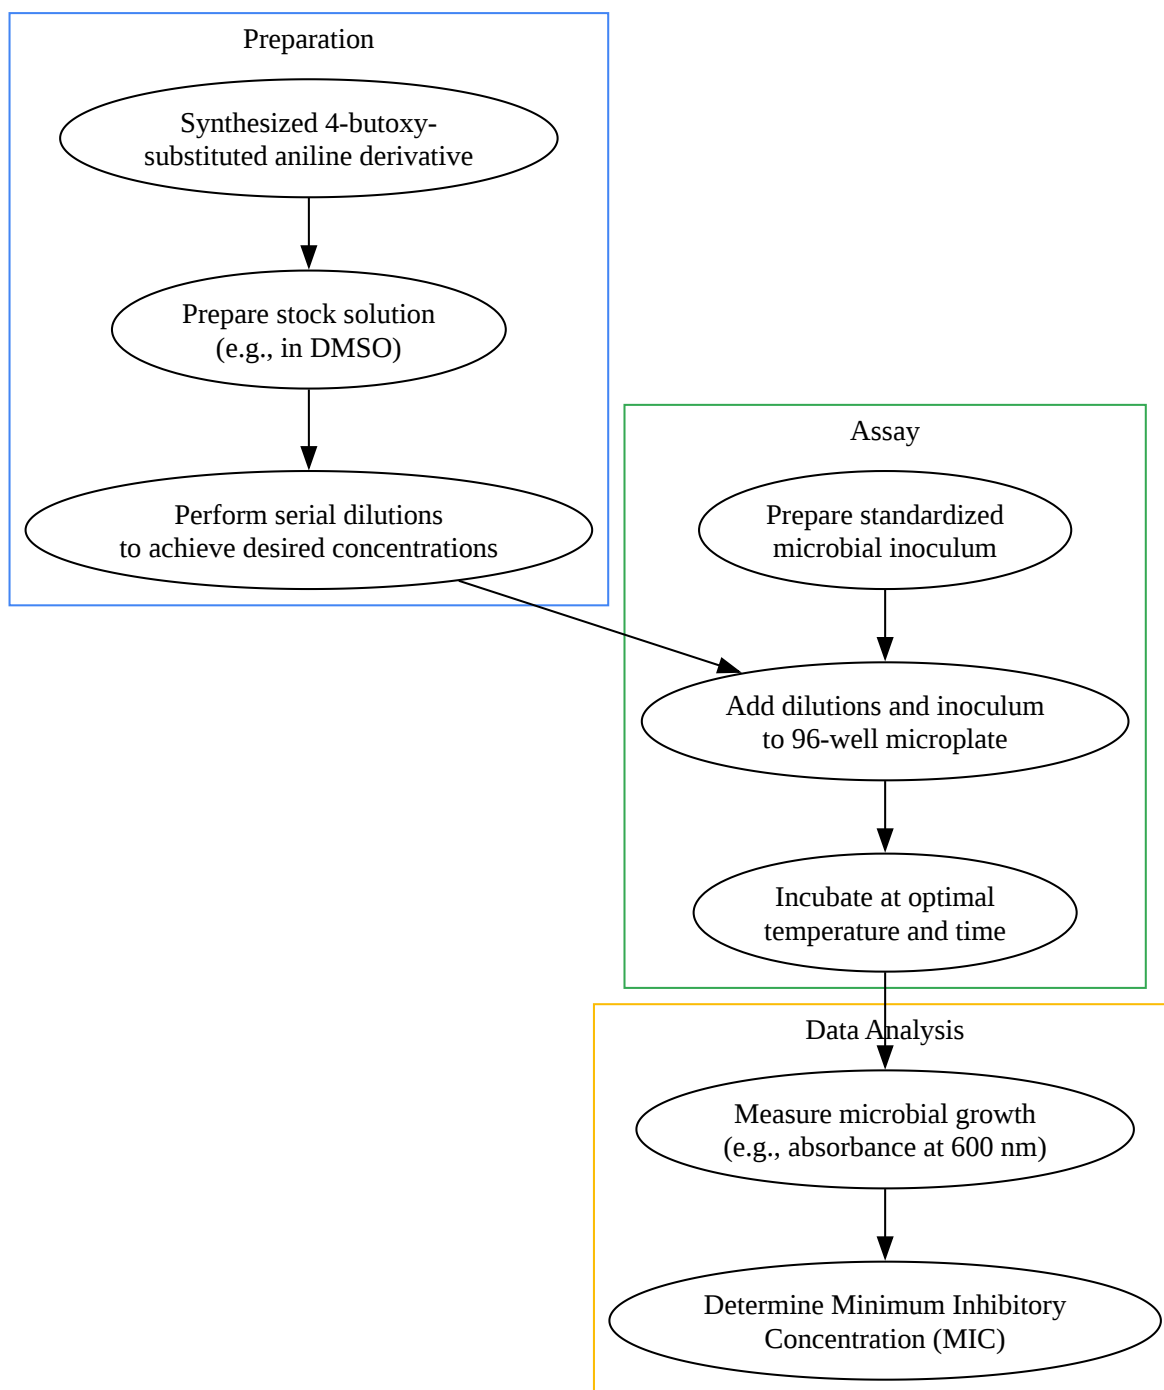 Preparation
Synthesized 4-butoxy-
substituted aniline derivative
Prepare stock solution
(e.g., in DMSO)
Perform serial dilutions
to achieve desired concentrations
Assay
Prepare standardized
microbial inoculum
Add dilutions and inoculum
to 96-well microplate
Incubate at optimal
temperature and time
Data Analysis
Measure microbial growth
(e.g., absorbance at 600 nm)
Determine Minimum Inhibitory
Concentration (MIC)